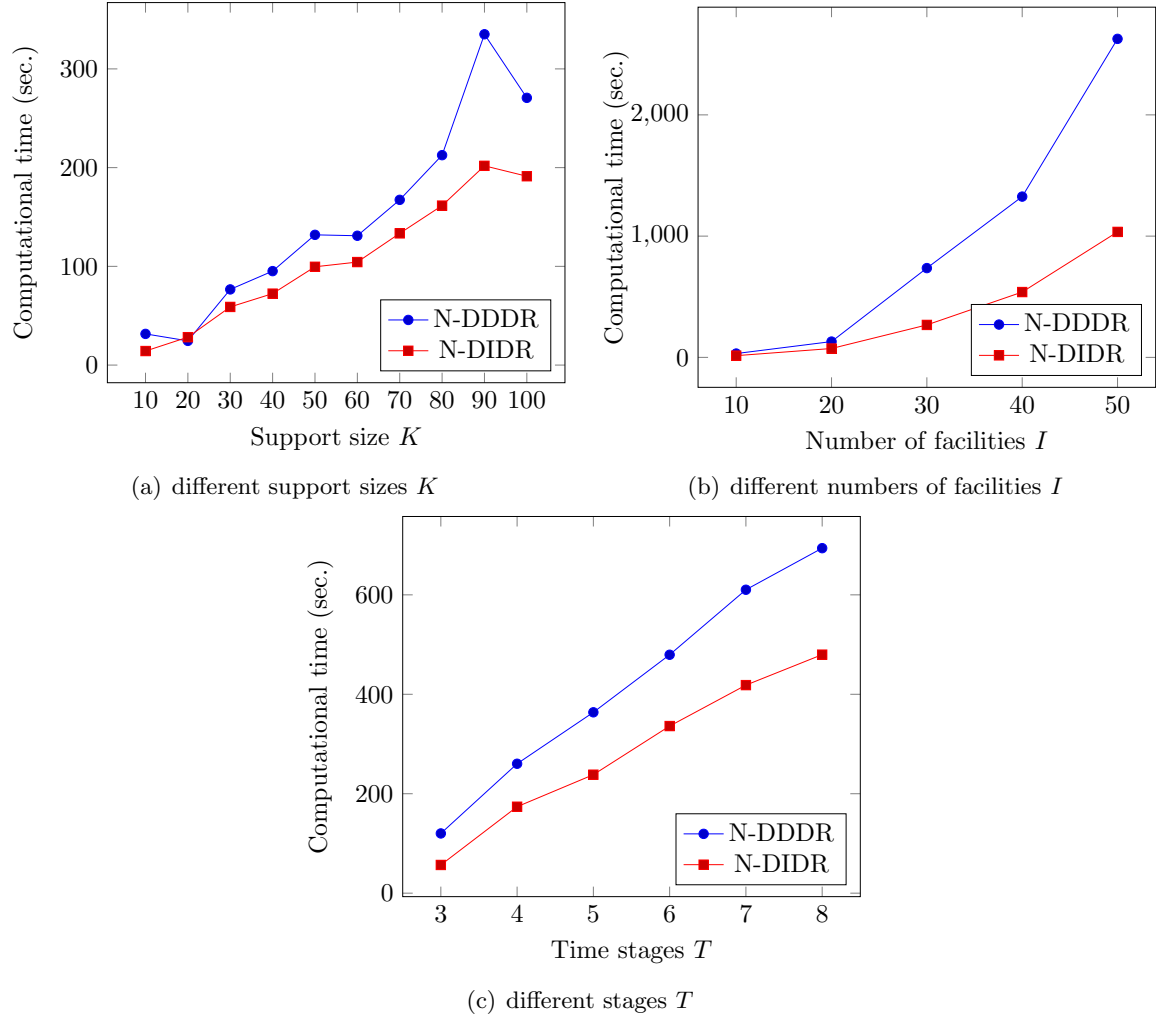 300
200
100
0
Computational time (sec.)
N-DDDR
N-DIDR
10 20 30 40 50 60 70 80 90 100
Support size K
(a) different support sizes K
2,000
1,000
0
Computational time (sec.)
N-DDDR
N-DIDR
10 20 30 40 50
Number of facilities I
(b) different numbers of facilities I
600
400
200
0
Computational time (sec.)
N-DDDR
N-DIDR
3 4 5 6 7 8
Time stages T
(c) different stages T